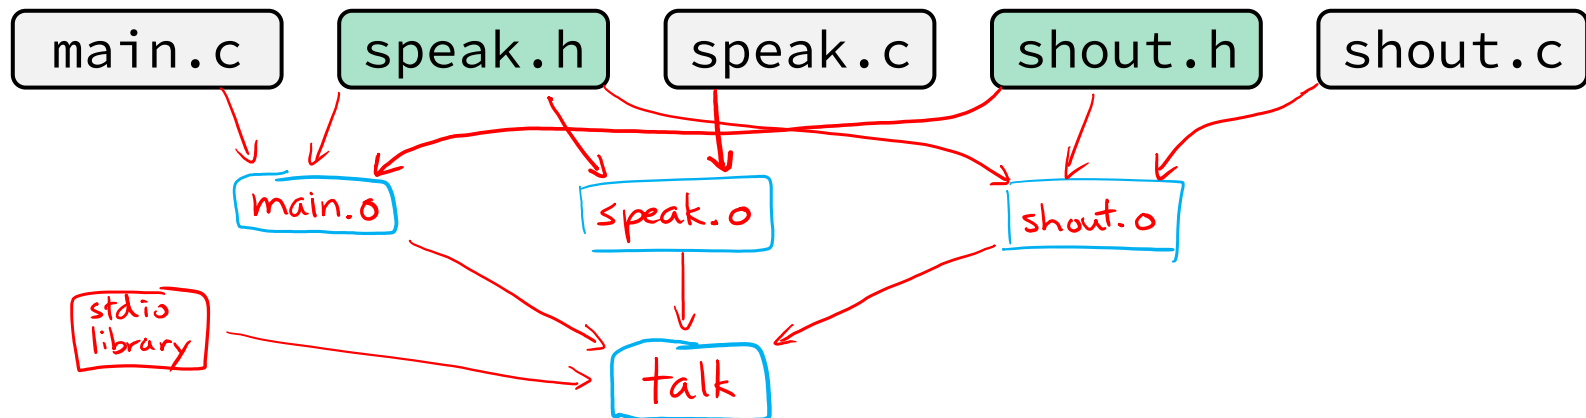 main.c
speak.h
speak.c
shout.h
shout.c
main.o
speak.o
shout.o
stdio
library
talk